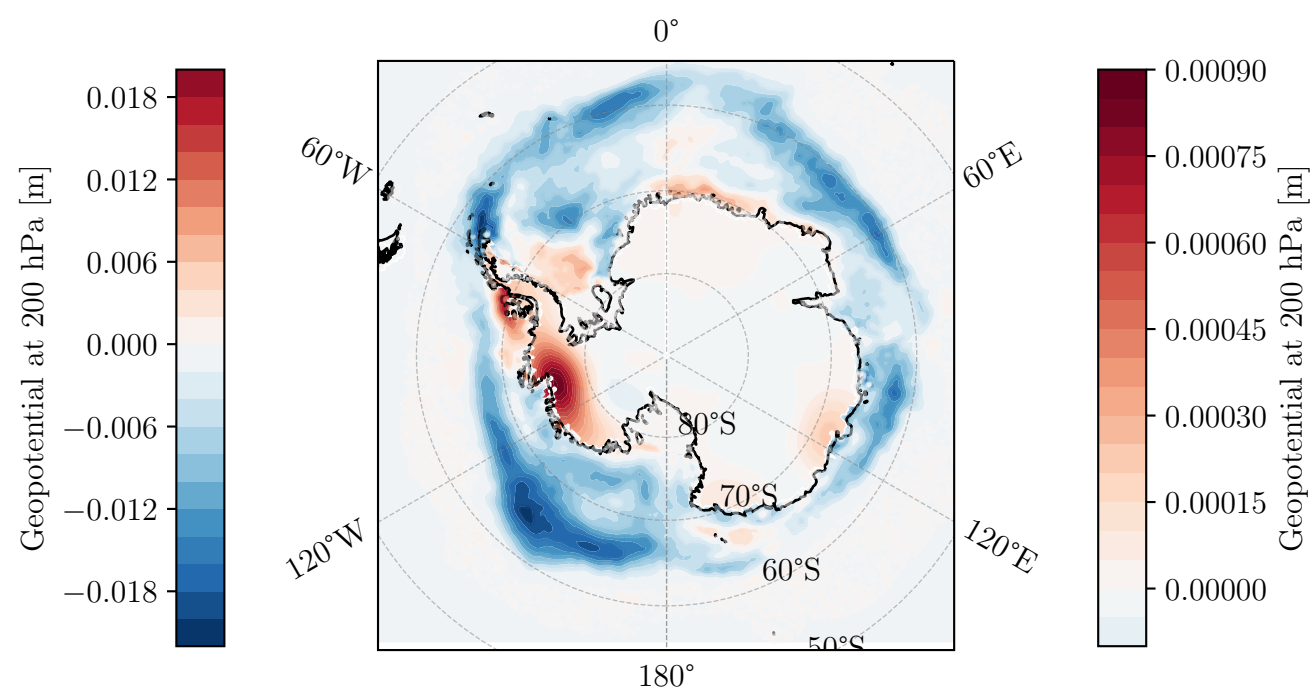 0°
60°W
60°E
120°W
120°E
180°
80°S
70°S
60°S
50°S
Geopotential at 200 hPa [m]
0.018
0.012
0.006
0.000
−0.006
−0.012
−0.018
0.00090
0.00075
0.00060
0.00045
0.00030
0.00015
0.00000
Geopotential at 200 hPa [m]